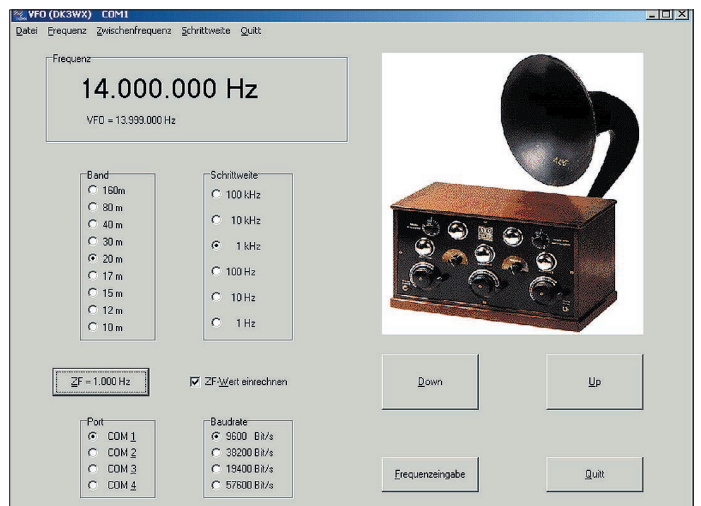 VFO (DK3WX) COM1
Datei Frequenz Zwischenfrequenz Schrittweite Quitt
Frequenz
14.000.000 Hz
VFO = 13.999.000 Hz
Band
160m
80 m
40 m
30 m
20 m
17 m
15 m
12 m
10 m
Schrittweite
100 kHz
10 kHz
1 kHz
100 Hz
10 Hz
1 Hz
ZF = 1.000 Hz
ZF-Wert einrechnen
Down
Up
Port
COM 1
COM 2
COM 3
COM 4
Baudrate
9600 Bit/s
38200 Bit/s
19400 Bit/s
57600 Bit/s
Frequenzeingabe
Quitt